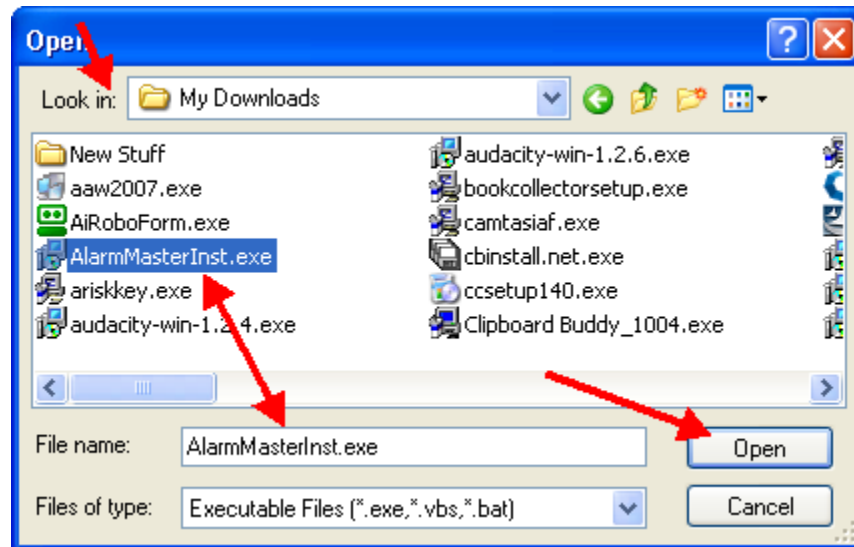 Open
Look in: My Downloads
New Stuff
aaw2007.exe
AiRoboForm.exe
AlarmMasterInst.exe
ariskkey.exe
audacity-win-1.2.4.exe
audacity-win-1.2.6.exe
bookcollectorsetup.exe
camtasiaf.exe
cbinstall.net.exe
ccsetup140.exe
Clipboard Buddy_1004.exe
File name: AlarmMasterInst.exe
Open
Files of type: Executable Files (*.exe,*.vbs,*.bat)
Cancel